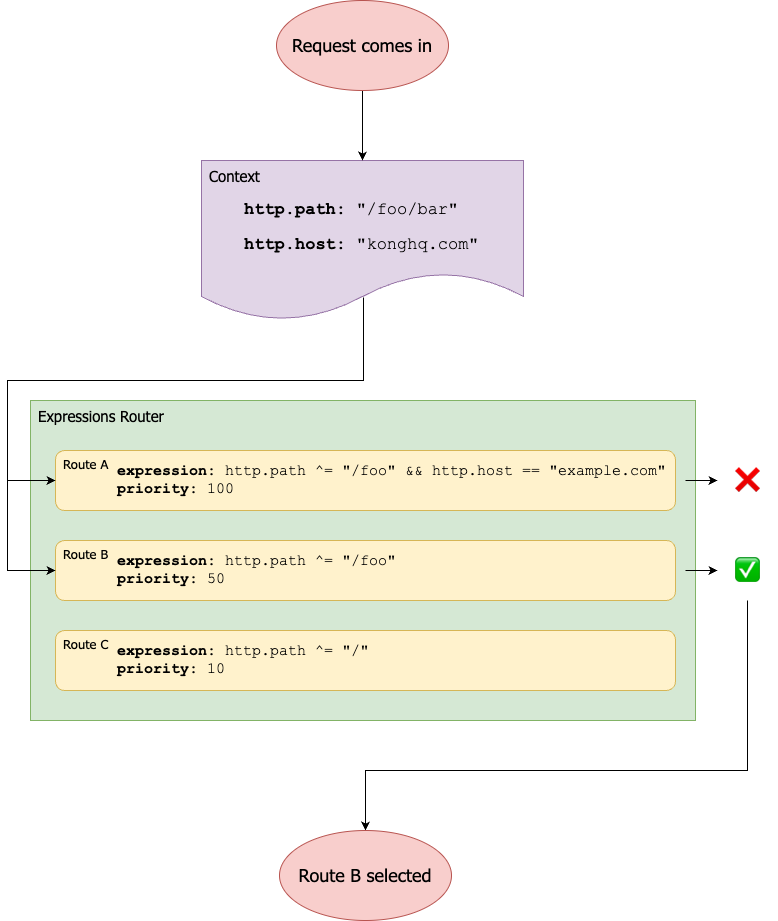 Request comes in
Context
http.path: "/foo/bar"
http.host: "konghq.com"
Expressions Router
Route A
expression: http.path ^= "/foo" && http.host == "example.com"
priority: 100
Route B
expression: http.path ^= "/foo"
priority: 50
Route C
expression: http.path ^= "/"
priority: 10
Route B selected